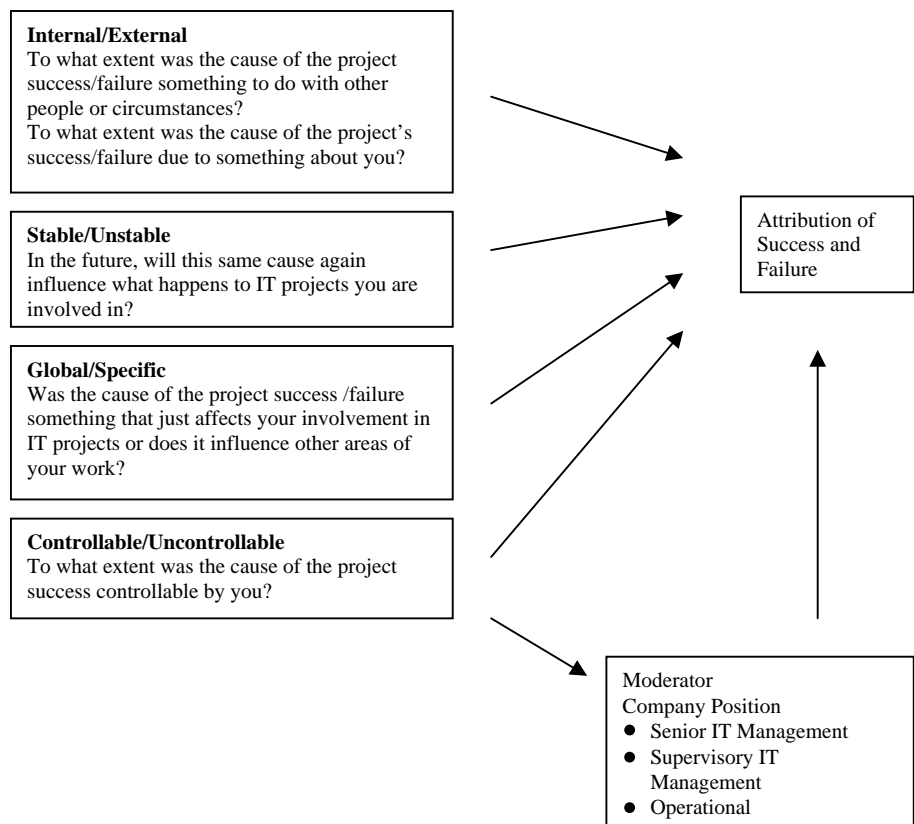 Internal/External
To what extent was the cause of the project
success/failure something to do with other
people or circumstances?
To what extent was the cause of the project’s
success/failure due to something about you?
Stable/Unstable
In the future, will this same cause again
influence what happens to IT projects you are
involved in?
Global/Specific
Was the cause of the project success /failure
something that just affects your involvement in
IT projects or does it influence other areas of
your work?
Controllable/Uncontrollable
To what extent was the cause of the project
success controllable by you?
Attribution of
Success and
Failure
Moderator
Company Position
● Senior IT Management
● Supervisory IT
Management
● Operational